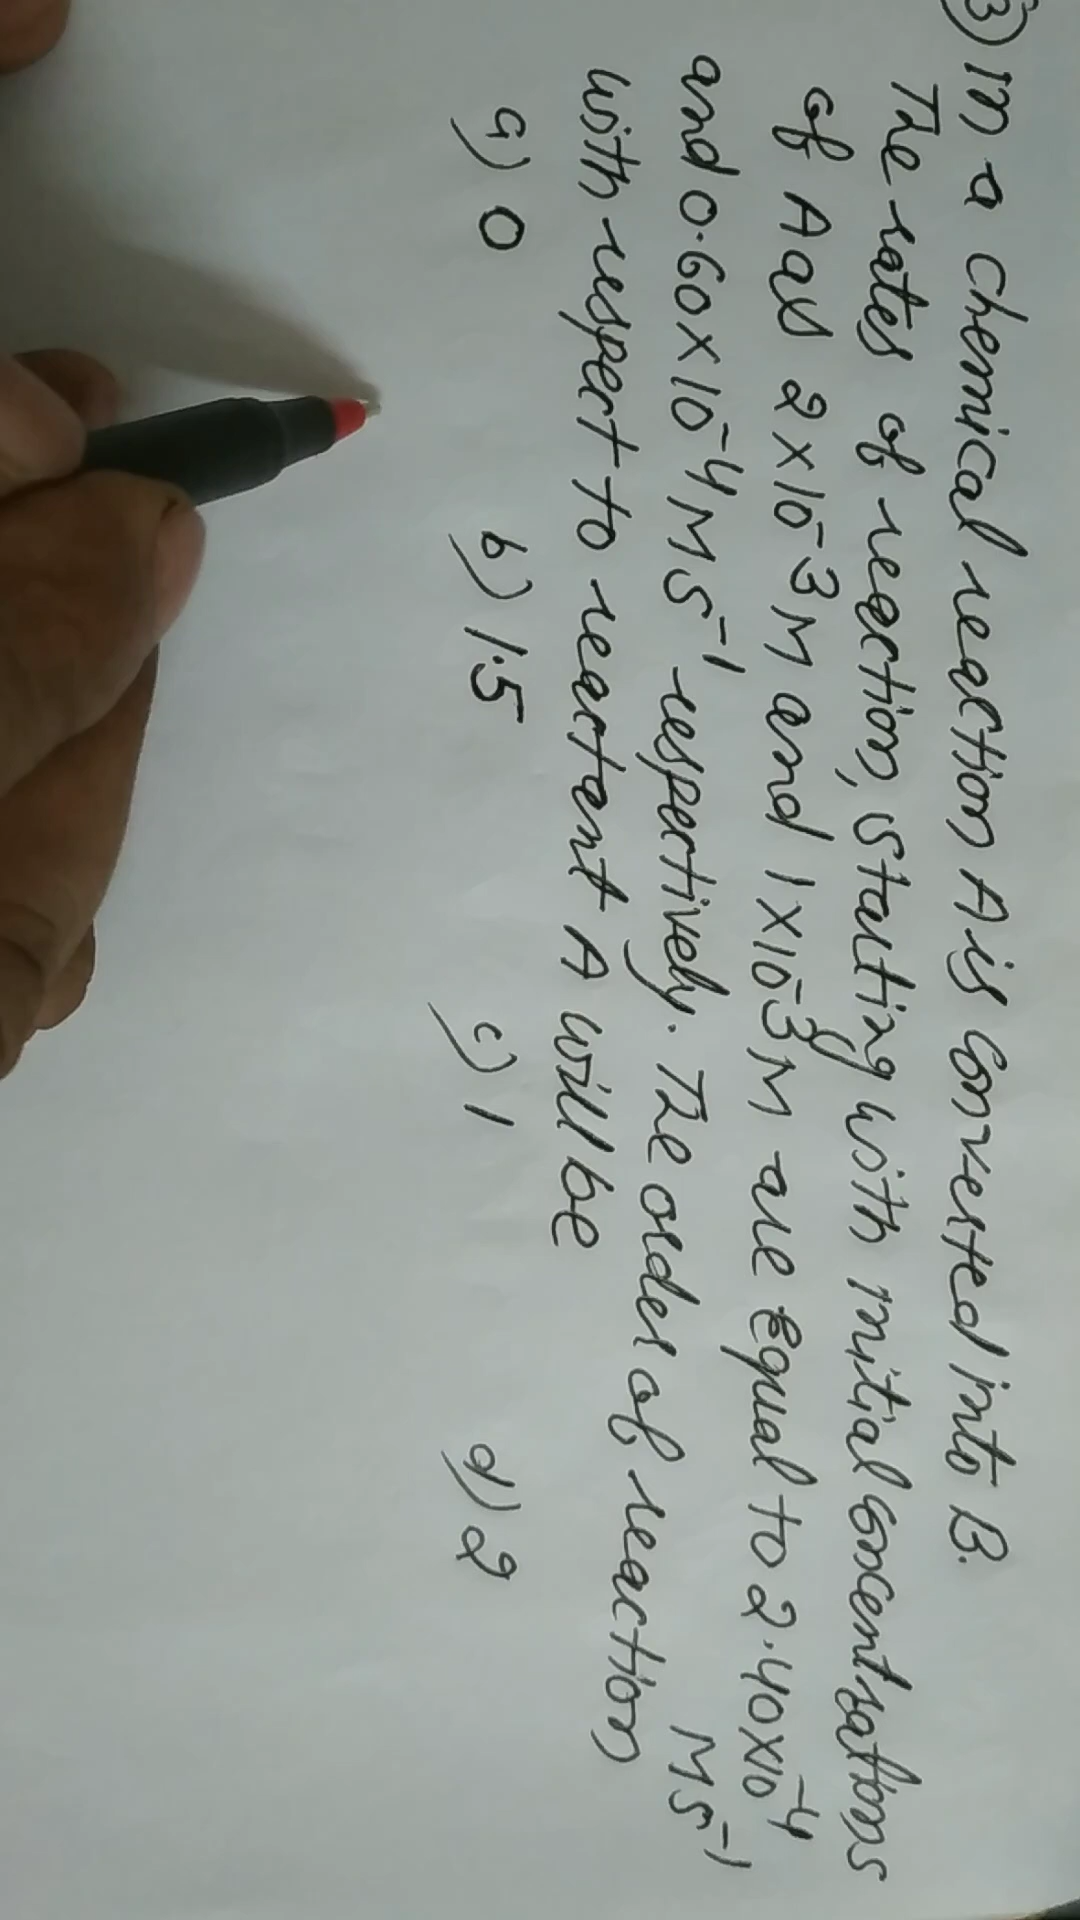 3) In a chemical reaction A is converted into B.
The rates of reaction, starting with initial concentrations
of A as 2×10⁻³M and 1×10⁻³M are equal to 2.40×10⁻⁴ MS⁻¹
and 0.60×10⁻⁴MS⁻¹ respectively. The order of reaction
with respect to reactant A will be
a) 0 b) 1.5 c) 1 d) 2